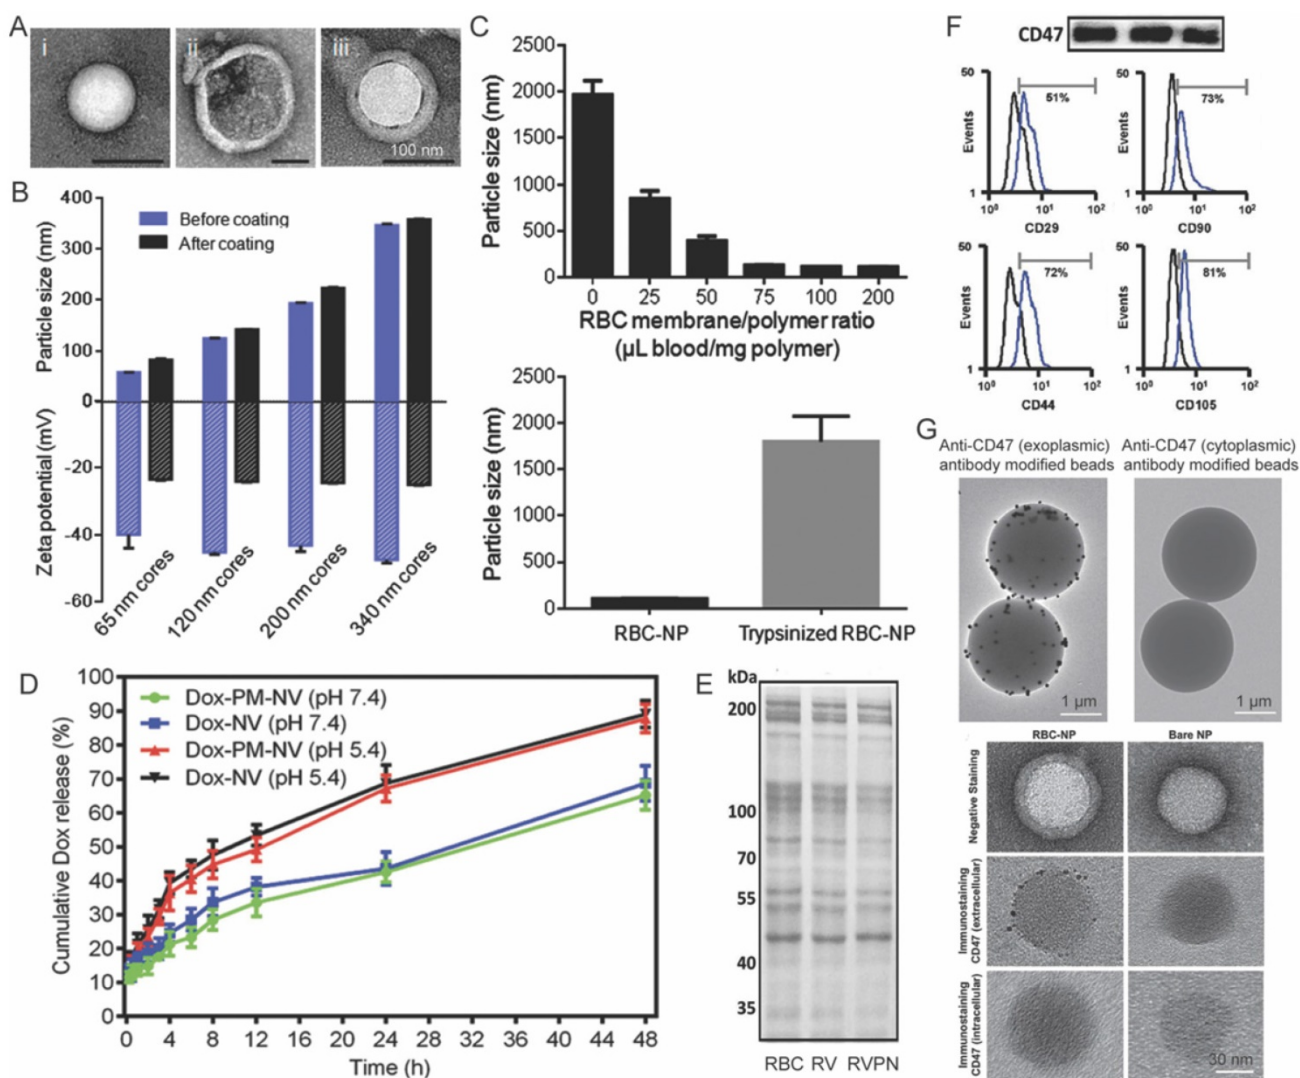 A
i
ii
iii
100 nm
B
400
300
200
100
0
-20
-40
-60
Particle size (nm)
Zeta potential (mV)
Before coating
After coating
65 nm cores
120 nm cores
200 nm cores
340 nm cores
C
2500
2000
1500
1000
500
0
Particle size (nm)
0 25 50 75 100 200
RBC membrane/polymer ratio
(µL blood/mg polymer)
2500
2000
1500
1000
500
0
Particle size (nm)
RBC-NP Trypsinized RBC-NP
D
100
90
80
70
60
50
40
30
20
10
0
Cumulative Dox release (%)
Dox-PM-NV (pH 7.4)
Dox-NV (pH 7.4)
Dox-PM-NV (pH 5.4)
Dox-NV (pH 5.4)
0 4 8 12 16 20 24 28 32 36 40 44 48
Time (h)
E
kDa
200
100
70
55
40
35
RBC RV RVPN
F
CD47
50
1
Events
51%
10⁰ 10¹ 10²
CD29
50
1
Events
73%
10⁰ 10¹ 10²
CD90
50
1
Events
72%
10⁰ 10¹ 10²
CD44
50
1
Events
81%
10⁰ 10¹ 10²
CD105
G
Anti-CD47 (exoplasmic)
antibody modified beads
Anti-CD47 (cytoplasmic)
antibody modified beads
1 µm
1 µm
RBC-NP
Bare NP
Negative Staining
Immunostaining
CD47 (extracellular)
Immunostaining
CD47 (intracellular)
30 nm